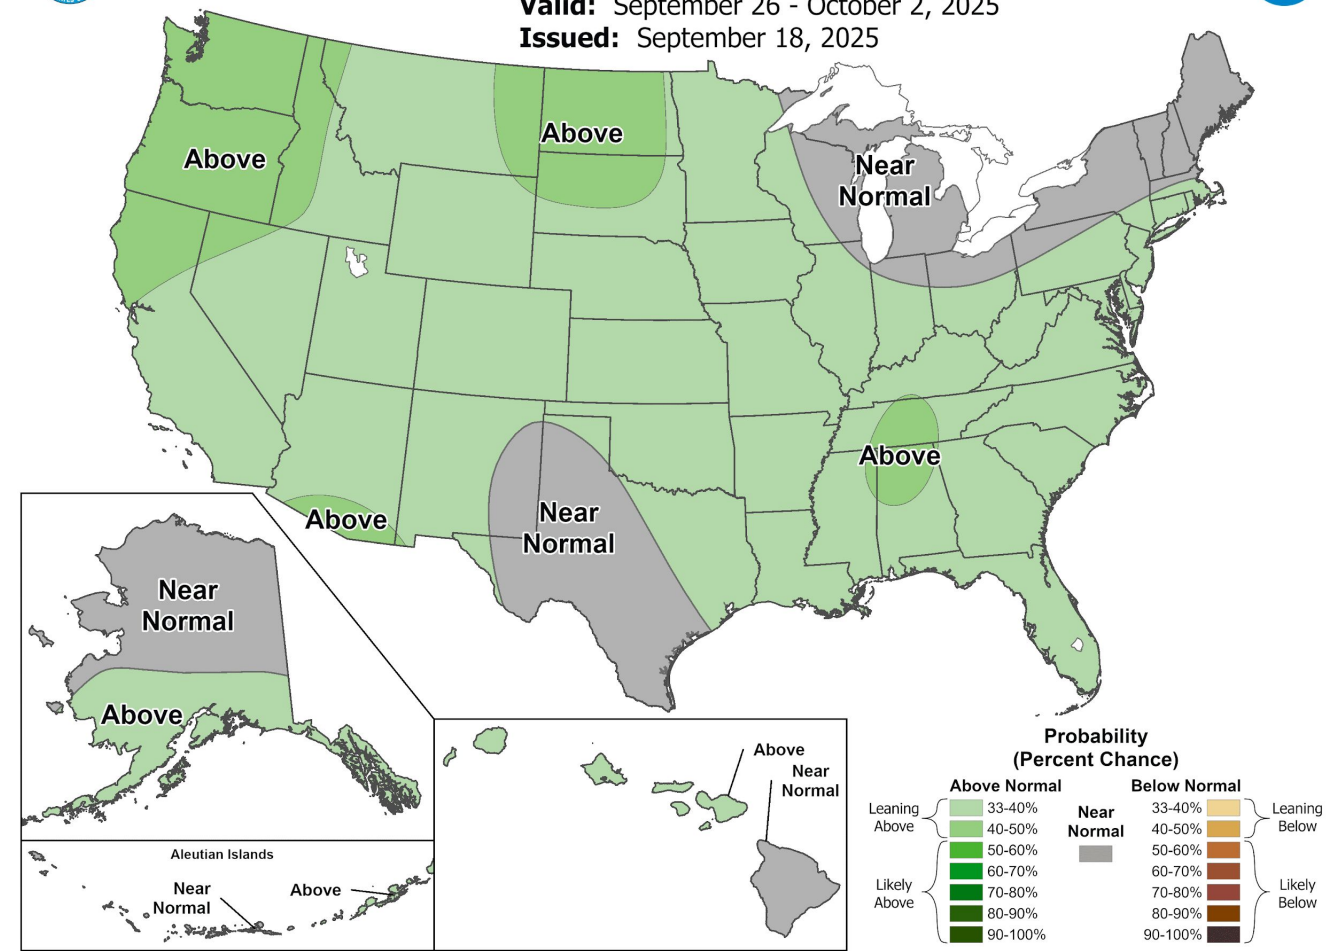 Valid: September 26 - October 2, 2025
Issued: September 18, 2025
Above
Above
Near
Normal
Above
Above
Near
Normal
Near
Normal
Above
Above
Near
Normal
Aleutian Islands
Near
Normal
Above
Probability
(Percent Chance)
Above Normal
Below Normal
Leaning
Above
33-40%
40-50%
Likely
Above
50-60%
60-70%
70-80%
80-90%
90-100%
Near
Normal
33-40%
40-50%
Leaning
Below
50-60%
60-70%
70-80%
80-90%
90-100%
Likely
Below